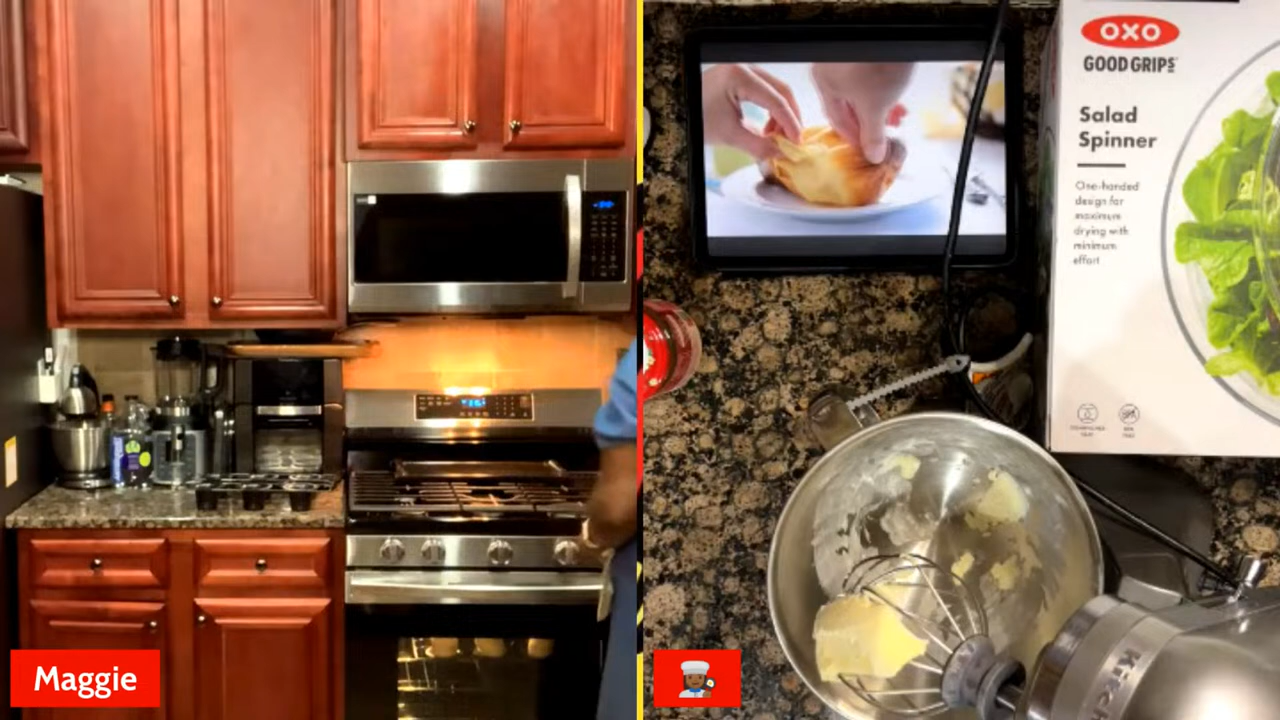 Maggie
OXO
GOOD GRIPS
Salad
Spinner
One-handed
design for
maximum
drying with
minimum
effort